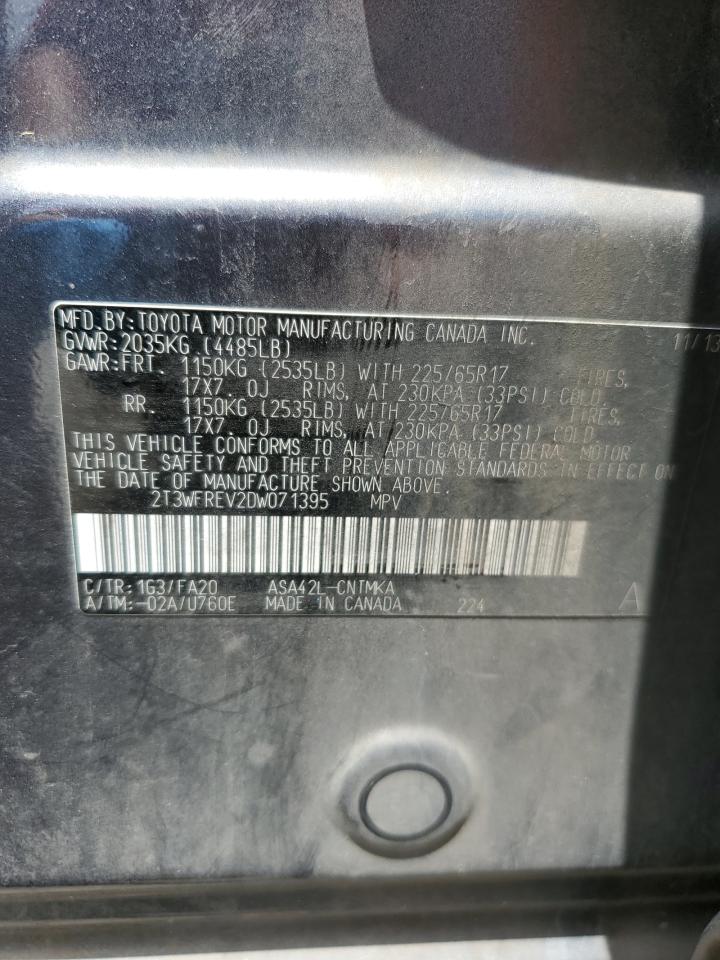 MFD.BY:TOYOTA MOTOR MANUFACTURING CANADA INC. 11/13
GVWR:2035KG (4485LB)
GAWR:FRT. 1150KG (2535LB) WITH 225/65R17 TIRES,
17X7.0J RIMS, AT 230KPA (33PSI) COLD
RR. 1150KG (2535LB) WITH 225/65R17 TIRES,
17X7.0J RIMS, AT 230KPA (33PSI) COLD
THIS VEHICLE CONFORMS TO ALL APPLICABLE FEDERAL MOTOR
VEHICLE SAFETY AND THEFT PREVENTION STANDARDS IN EFFECT ON
THE DATE OF MANUFACTURE SHOWN ABOVE.
2T3WFREV2DW071395 MPV
C/TR:1G3/FA20 ASA42L-CNTMKA
A/TM:-02A/U760E MADE IN CANADA 224 A